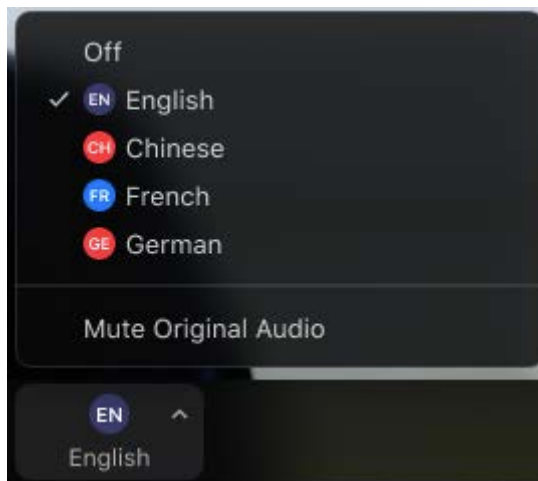 Off
EN English
CH Chinese
FR French
GE German
Mute Original Audio
EN
English